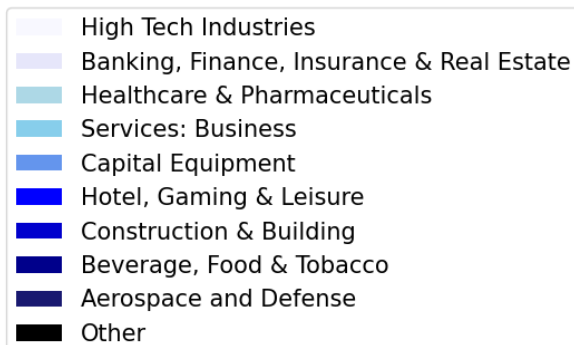 High Tech Industries
Banking, Finance, Insurance & Real Estate
Healthcare & Pharmaceuticals
Services: Business
Capital Equipment
Hotel, Gaming & Leisure
Construction & Building
Beverage, Food & Tobacco
Aerospace and Defense
Other